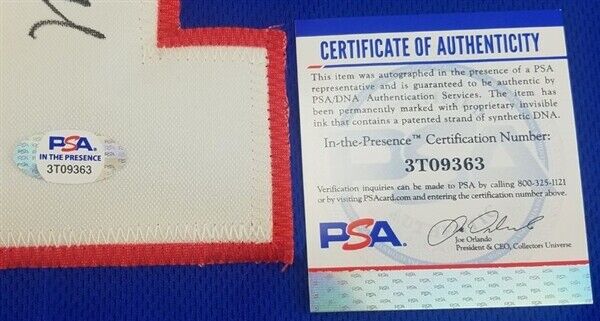 PSA
IN THE PRESENCE
3T09363
CERTIFICATE OF AUTHENTICITY
This item was autographed in the presence of a PSA
representative and is guaranteed to be authentic by
PSA/DNA Authentication Services. The item has
been permanently marked with proprietary invisible
ink that contains a patented strand of synthetic DNA.
In-the-Presence™ Certification Number:
3T09363
Verification inquiries can be made to PSA by calling 800-325-1121
or by visiting PSAcard.com and entering the certification number above.
PSA.
Joe Orlando
President & CEO, Collectors Universe